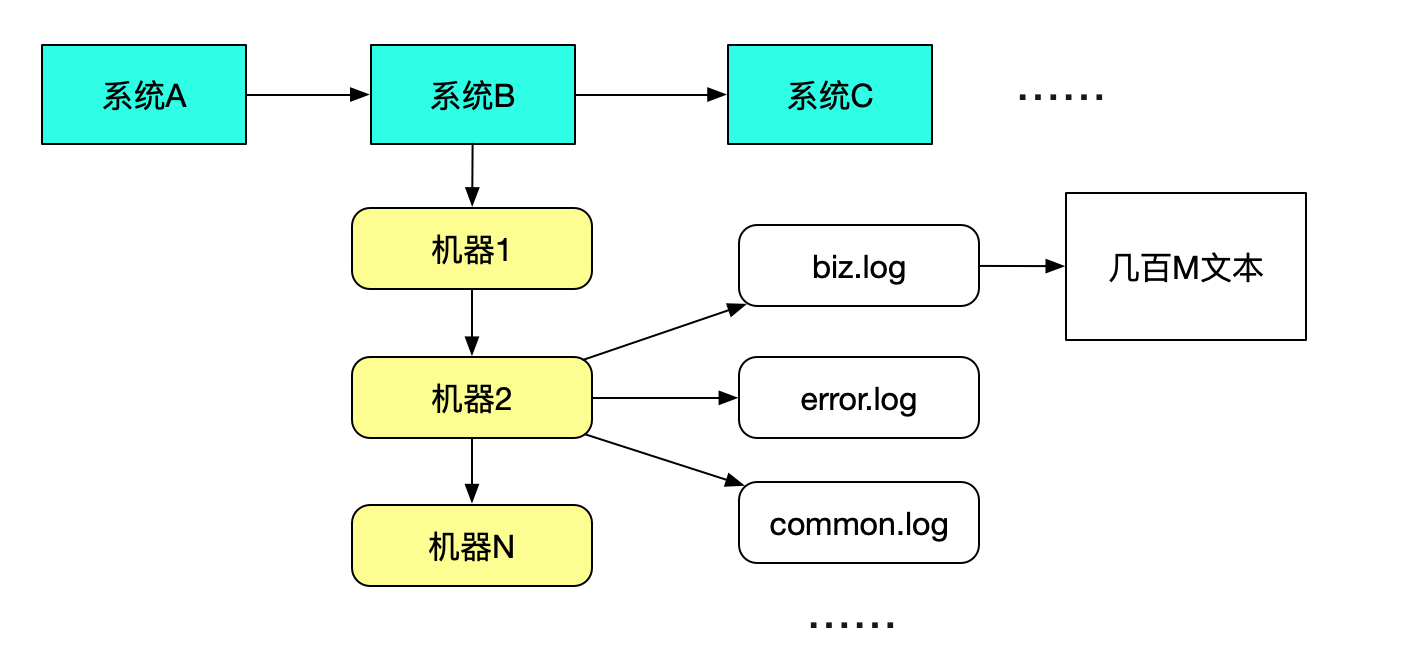 系统A
系统B
系统C
......
机器1
biz.log
几百M文本
机器2
error.log
common.log
机器N
......